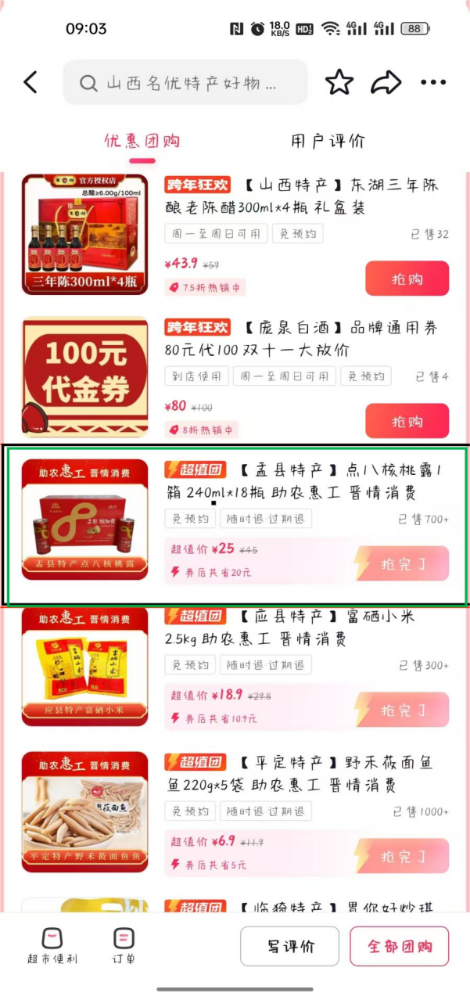 09:03
18.0
KB/S
HD
4G
4G
88
山西名优特产好物 ...
优惠团购
用户评价
官方授权店
总酸≥6.00g/100ml
三年陈300ml*4瓶
跨年狂欢 【山西特产】东湖三年陈
酿老陈醋300ml*4瓶 礼盒装
周一至周日可用
免预约
已售32
¥43.9 ¥59
7.5折热销中
抢购
100元
代金券
跨年狂欢 【庞泉白酒】品牌通用券
80元代100 双十一大放价
到店使用
周一至周日可用
免预约
已售4
¥80 ¥100
8折热销中
抢购
助农惠工 晋情消费
盂县特产点八核桃露
超值团 【盂县特产】点八核桃露1
箱 240ml*18瓶 助农惠工 晋情消费
免预约
随时退·过期退
已售700+
超值价 ¥25 ¥45
券后共省20元
抢完了
助农惠工 晋情消费
富硒小米
应县特产富硒小米
超值团 【应县特产】富硒小米
2.5kg 助农惠工 晋情消费
免预约
随时退·过期退
已售300+
超值价 ¥18.9 ¥29.8
券后共省10.9元
抢完了
助农惠工 晋情消费
莜面鱼
平定特产野禾莜面鱼鱼
超值团 【平定特产】野禾莜面鱼
鱼220g*5袋 助农惠工 晋情消费
免预约
随时退·过期退
已售1000+
超值价 ¥6.9 ¥11.9
券后共省5元
抢完了
超值团 【临猗特产】胃你好炒琪
超市便利
订单
写评价
全部团购